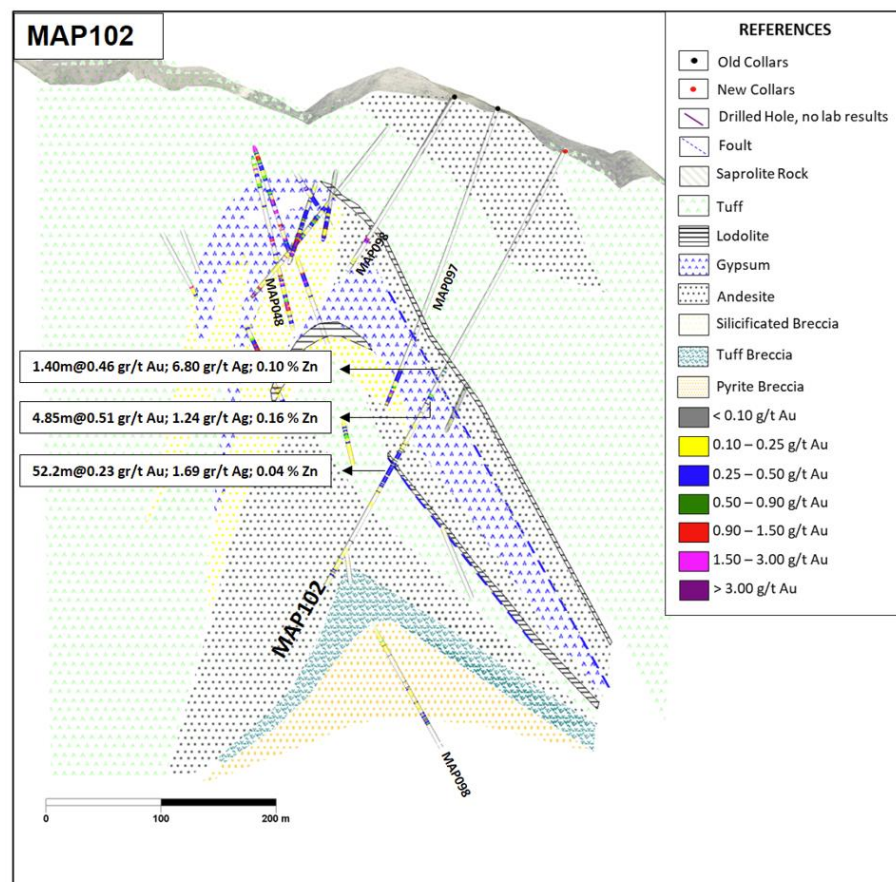 MAP102
REFERENCES
Old Collars
New Collars
Drilled Hole, no lab results
Foult
Saprolite Rock
Tuff
Lodolite
Gypsum
Andesite
Silicificated Breccia
Tuff Breccia
Pyrite Breccia
< 0.10 g/t Au
0.10 – 0.25 g/t Au
0.25 – 0.50 g/t Au
0.50 – 0.90 g/t Au
0.90 – 1.50 g/t Au
1.50 – 3.00 g/t Au
> 3.00 g/t Au
MAP098
MAP097
MAP048
1.40m@0.46 gr/t Au; 6.80 gr/t Ag; 0.10 % Zn
4.85m@0.51 gr/t Au; 1.24 gr/t Ag; 0.16 % Zn
52.2m@0.23 gr/t Au; 1.69 gr/t Ag; 0.04 % Zn
MAP102
MAP098
0 100 200 m